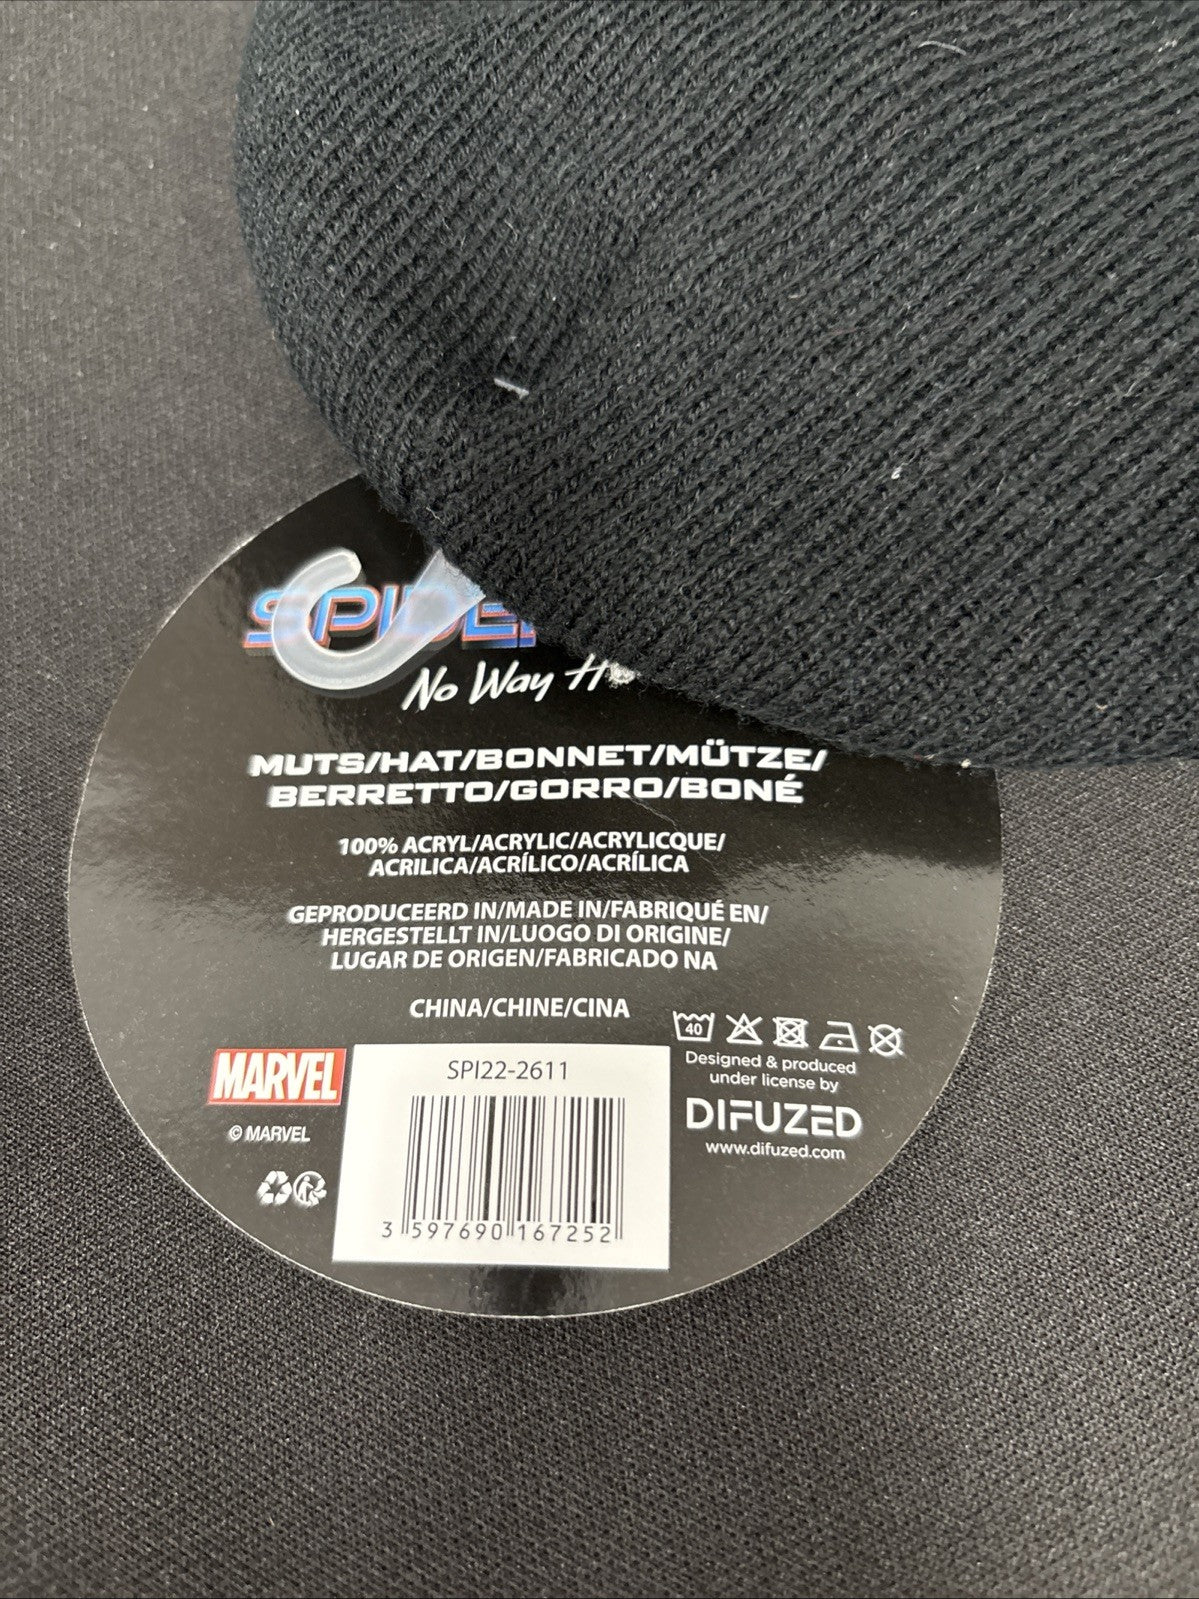 SPIDE
No Way Ho
MUTS/HAT/BONNET/MÜTZE/
BERRETTO/GORRO/BONÉ
100% ACRYL/ACRYLIC/ACRYLICQUE/
ACRILICA/ACRÍLICO/ACRÍLICA
GEPRODUCEERD IN/MADE IN/FABRIQUÉ EN/
HERGESTELLT IN/LUOGO DI ORIGINE/
LUGAR DE ORIGEN/FABRICADO NA
CHINA/CHINE/CINA
40
Designed & produced
under license by
DIFUZED
www.difuzed.com
MARVEL
© MARVEL
SPI22-2611
3 597690 167252